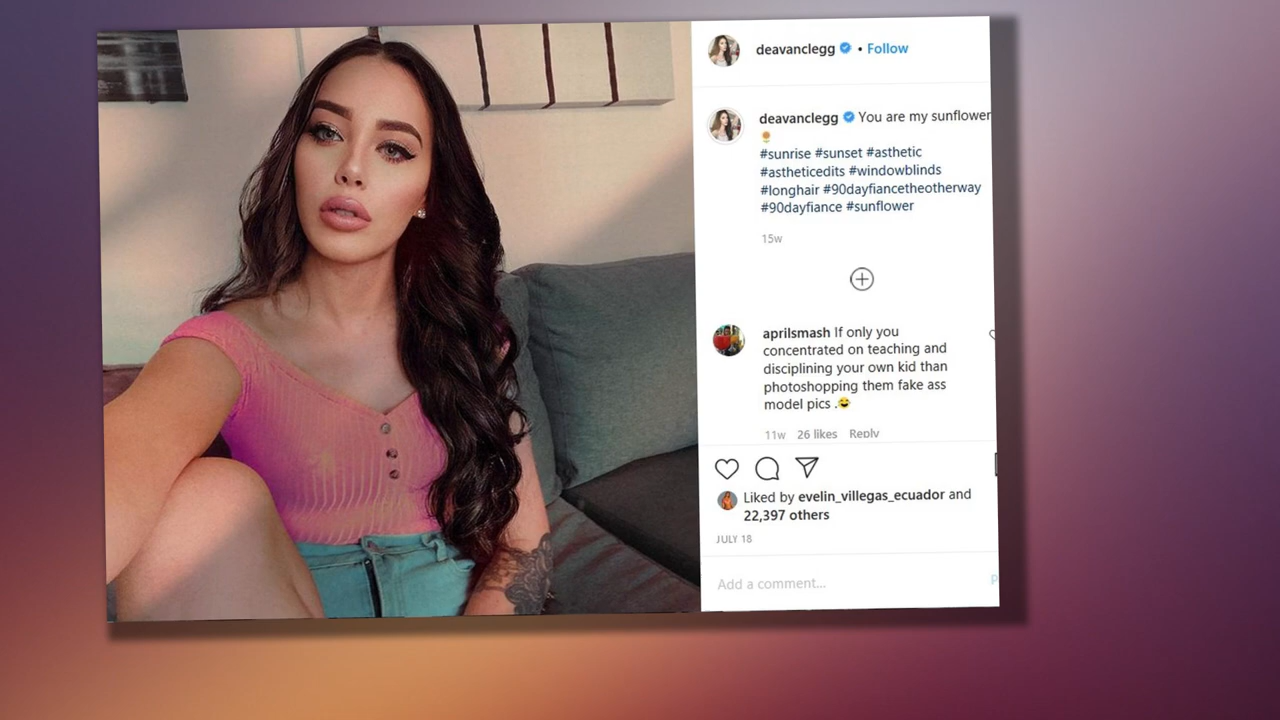 deavanclegg • Follow
deavanclegg You are my sunflower
🌻
#sunrise #sunset #asthetic
#astheticedits #windowblinds
#longhair #90dayfiancetheotherway
#90dayfiance #sunflower
15w
aprilsmash If only you
concentrated on teaching and
disciplining your own kid than
photoshopping them fake ass
model pics .😂
11w 26 likes Reply
Liked by evelin_villegas_ecuador and
22,397 others
JULY 18
Add a comment...